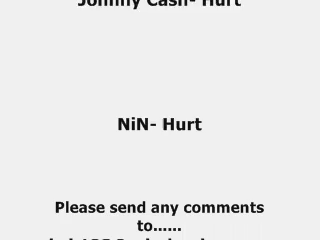 Johnny Cash- Hurt
NiN- Hurt
Please send any comments
to......